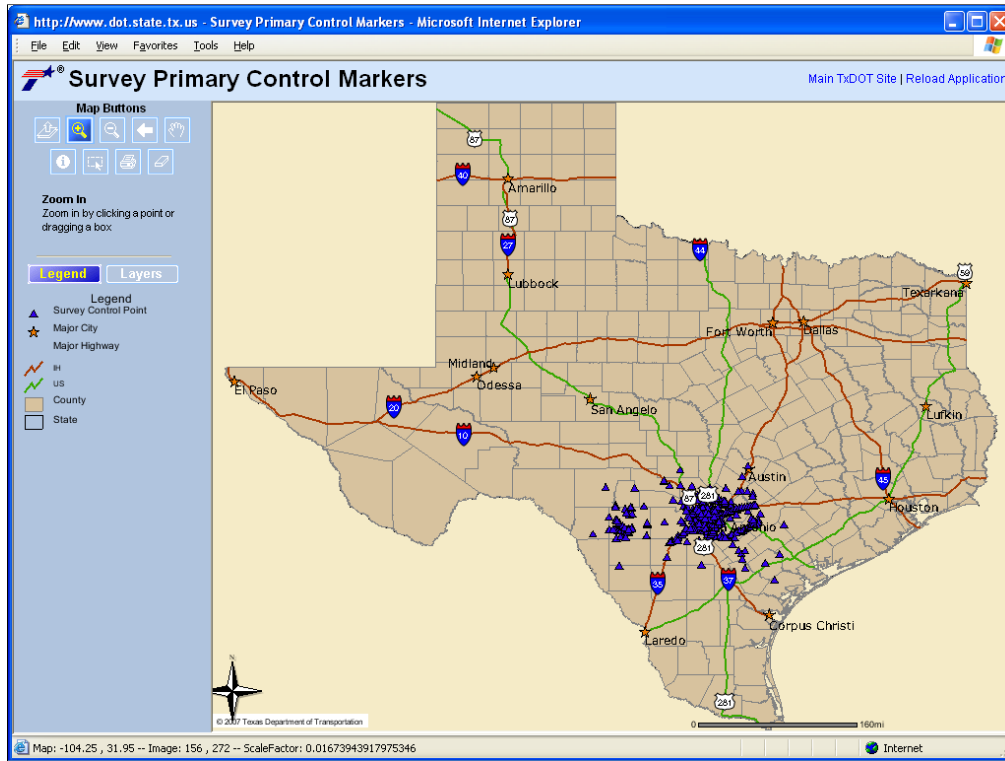 http://www.dot.state.tx.us - Survey Primary Control Markers - Microsoft Internet Explorer
File Edit View Favorites Tools Help
® Survey Primary Control Markers
Main TxDOT Site | Reload Application
Map Buttons
Zoom In
Zoom in by clicking a point or
dragging a box
Legend Layers
Legend
Survey Control Point
Major City
Major Highway
IH
US
County
State
87
40
Amarillo
87
27
44
59
Lubbock
Texarkana
Fort Worth
Dallas
Midland
Odessa
El Paso
20
San Angelo
Lufkin
10
Austin
45
87
281
Houston
281
35
37
Corpus Christi
Laredo
N
281
© 2007 Texas Department of Transportation
0 160mi
Map: -104.25 , 31.95 -- Image: 156 , 272 -- ScaleFactor: 0.01673943917975346
Internet